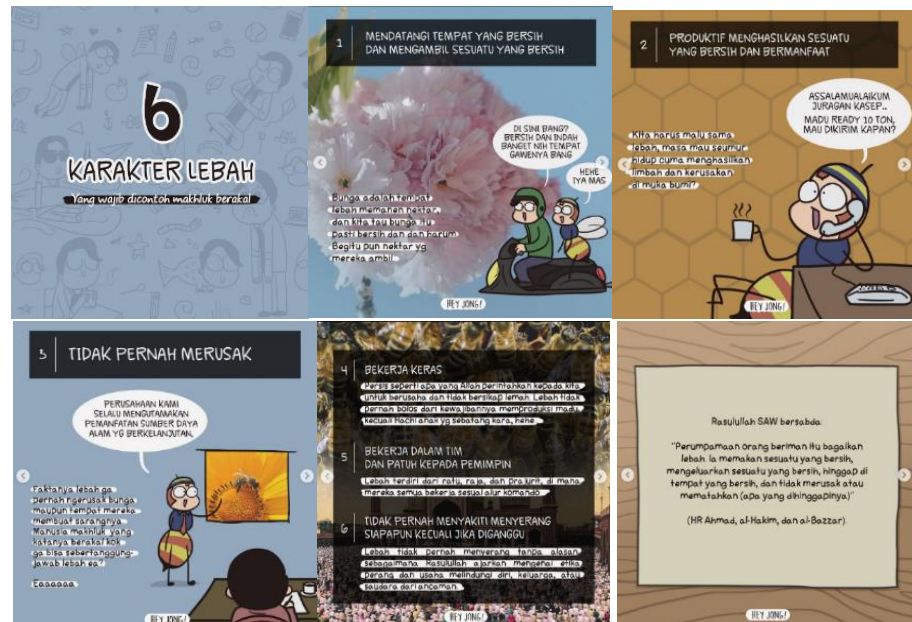 6
KARAKTER LEBAH
Yang wajib dicontoh makhluk berakal
1
MENDATANGI TEMPAT YANG BERSIH
DAN MENGAMBIL SESUATU YANG BERSIH
DI SINI BANG?
BERSIH DAN INDAH
BANGET NIH TEMPAT
GAWENYA BANG
HEHE
IYA MAS
Bunga adalah tempat
lebah memanen nektar,
dan kita tau bunga itu
pasti bersih dan dan harum
Begitu pun nektar yg
mereka ambil
HEY JONG!
2
PRODUKTIF MENGHASILKAN SESUATU
YANG BERSIH DAN BERMANFAAT
ASSALAMUALAIKUM
JURAGAN KASEP..
MADU READY 10 TON,
MAU DIKIRIM KAPAN?
Kita harus malu sama
lebah, masa mau seumur
hidup cuma menghasilkan
limbah dan kerusakan
di muka bumi?
HEY JONG!
3
TIDAK PERNAH MERUSAK
PERUSAHAAN KAMI
SELALU MENGUTAMAKAN
PEMANFATAN SUMBER DAYA
ALAM YG BERKELANJUTAN.
Faktanya lebah ga
pernah ngerusak bunga
maupun tempat mereka
membuat sarangnya
Manusia makhluk yang
katanya berakal kok
ga bisa sebertanggung-
jawab lebah ea?
Eaaaaaa
HEY JONG!
4
BEKERJA KERAS
Persis seperti apa yang Allah perintahkan kepada kita
untuk berusaha dan tidak bersikap lemah. Lebah tidak
pernah bolos dari kewajibannya memproduksi madu,
kecuali Hachi anak yg sebatang kara, hehe
5
BEKERJA DALAM TIM
DAN PATUH KEPADA PEMIMPIN
Lebah terdiri dari ratu, raja, dan prajurit, di mana
mereka semua bekerja sesuai alur komando
6
TIDAK PERNAH MENYAKITI MENYERANG
SIAPAPUN KECUALI JIKA DIGANGGU
Lebah tidak pernah menyerang tanpa alasan,
sebagaimana Rasulullah ajarkan mengenai etika
perang dan usaha melindungi diri, keluarga, atau
saudara dari ancaman.
HEY JONG!
Rasulullah SAW bersabda:
"Perumpamaan orang beriman itu bagaikan
lebah. Ia memakan sesuatu yang bersih,
mengeluarkan sesuatu yang bersih, hinggap di
tempat yang bersih, dan tidak merusak atau
mematahkan (apa yang dihinggapinya)"
(HR Ahmad, al-Hakim, dan al-Bazzar)
HEY JONG!